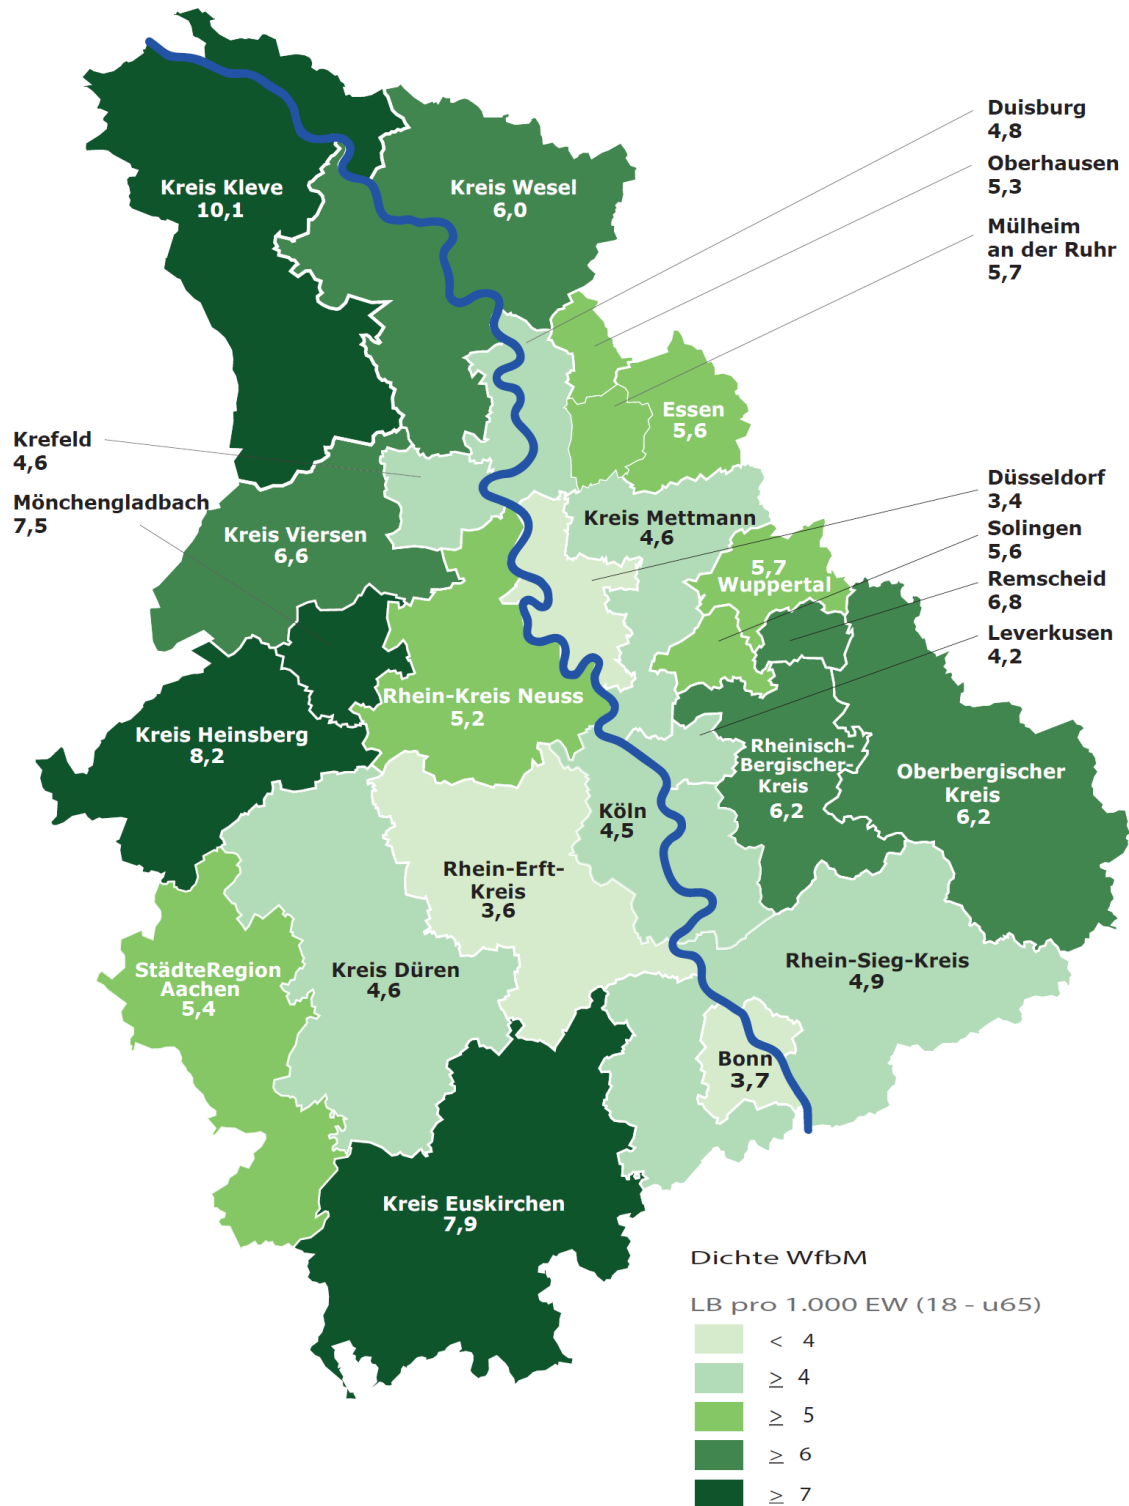 Duisburg
4,8
Oberhausen
5,3
Mülheim
an der Ruhr
5,7
Kreis Kleve
10,1
Kreis Wesel
6,0
Essen
5,6
Krefeld
4,6
Mönchengladbach
7,5
Kreis Viersen
6,6
Kreis Mettmann
4,6
Düsseldorf
3,4
Solingen
5,6
Remscheid
6,8
Leverkusen
4,2
5,7
Wuppertal
Rhein-Kreis Neuss
5,2
Kreis Heinsberg
8,2
Rheinisch-
Bergischer-
Kreis
6,2
Oberbergischer
Kreis
6,2
Köln
4,5
Rhein-Erft-
Kreis
3,6
StädteRegion
Aachen
5,4
Kreis Düren
4,6
Rhein-Sieg-Kreis
4,9
Bonn
3,7
Kreis Euskirchen
7,9
Dichte WfbM
LB pro 1.000 EW (18 - u65)
< 4
≥ 4
≥ 5
≥ 6
≥ 7